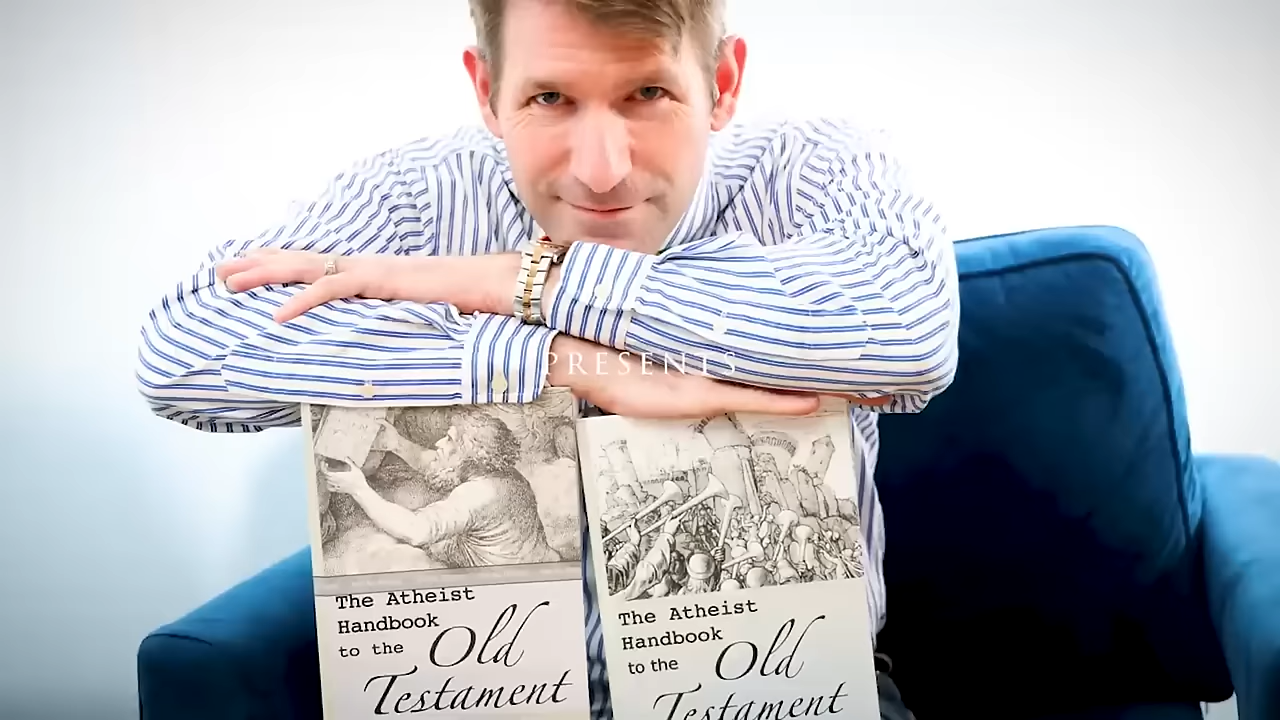 PRESENTS
The Atheist
Handbook
to the Old
Testament
The Atheist
Handbook
to the Old
Testament